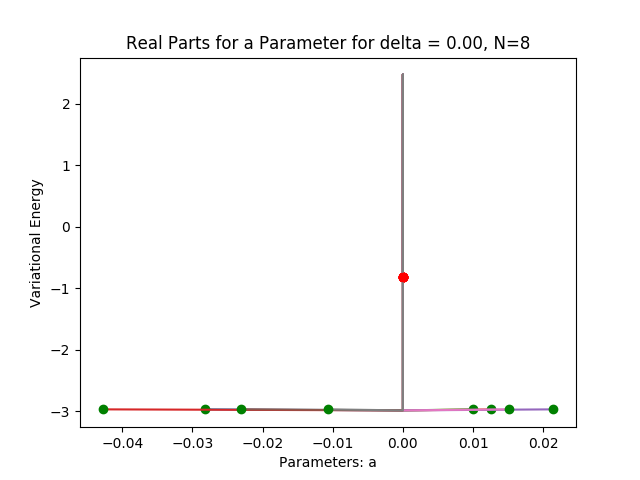 Real Parts for a Parameter for delta = 0.00, N=8
Variational Energy
2
1
0
−1
−2
−3
−0.04 −0.03 −0.02 −0.01 0.00 0.01 0.02
Parameters: a